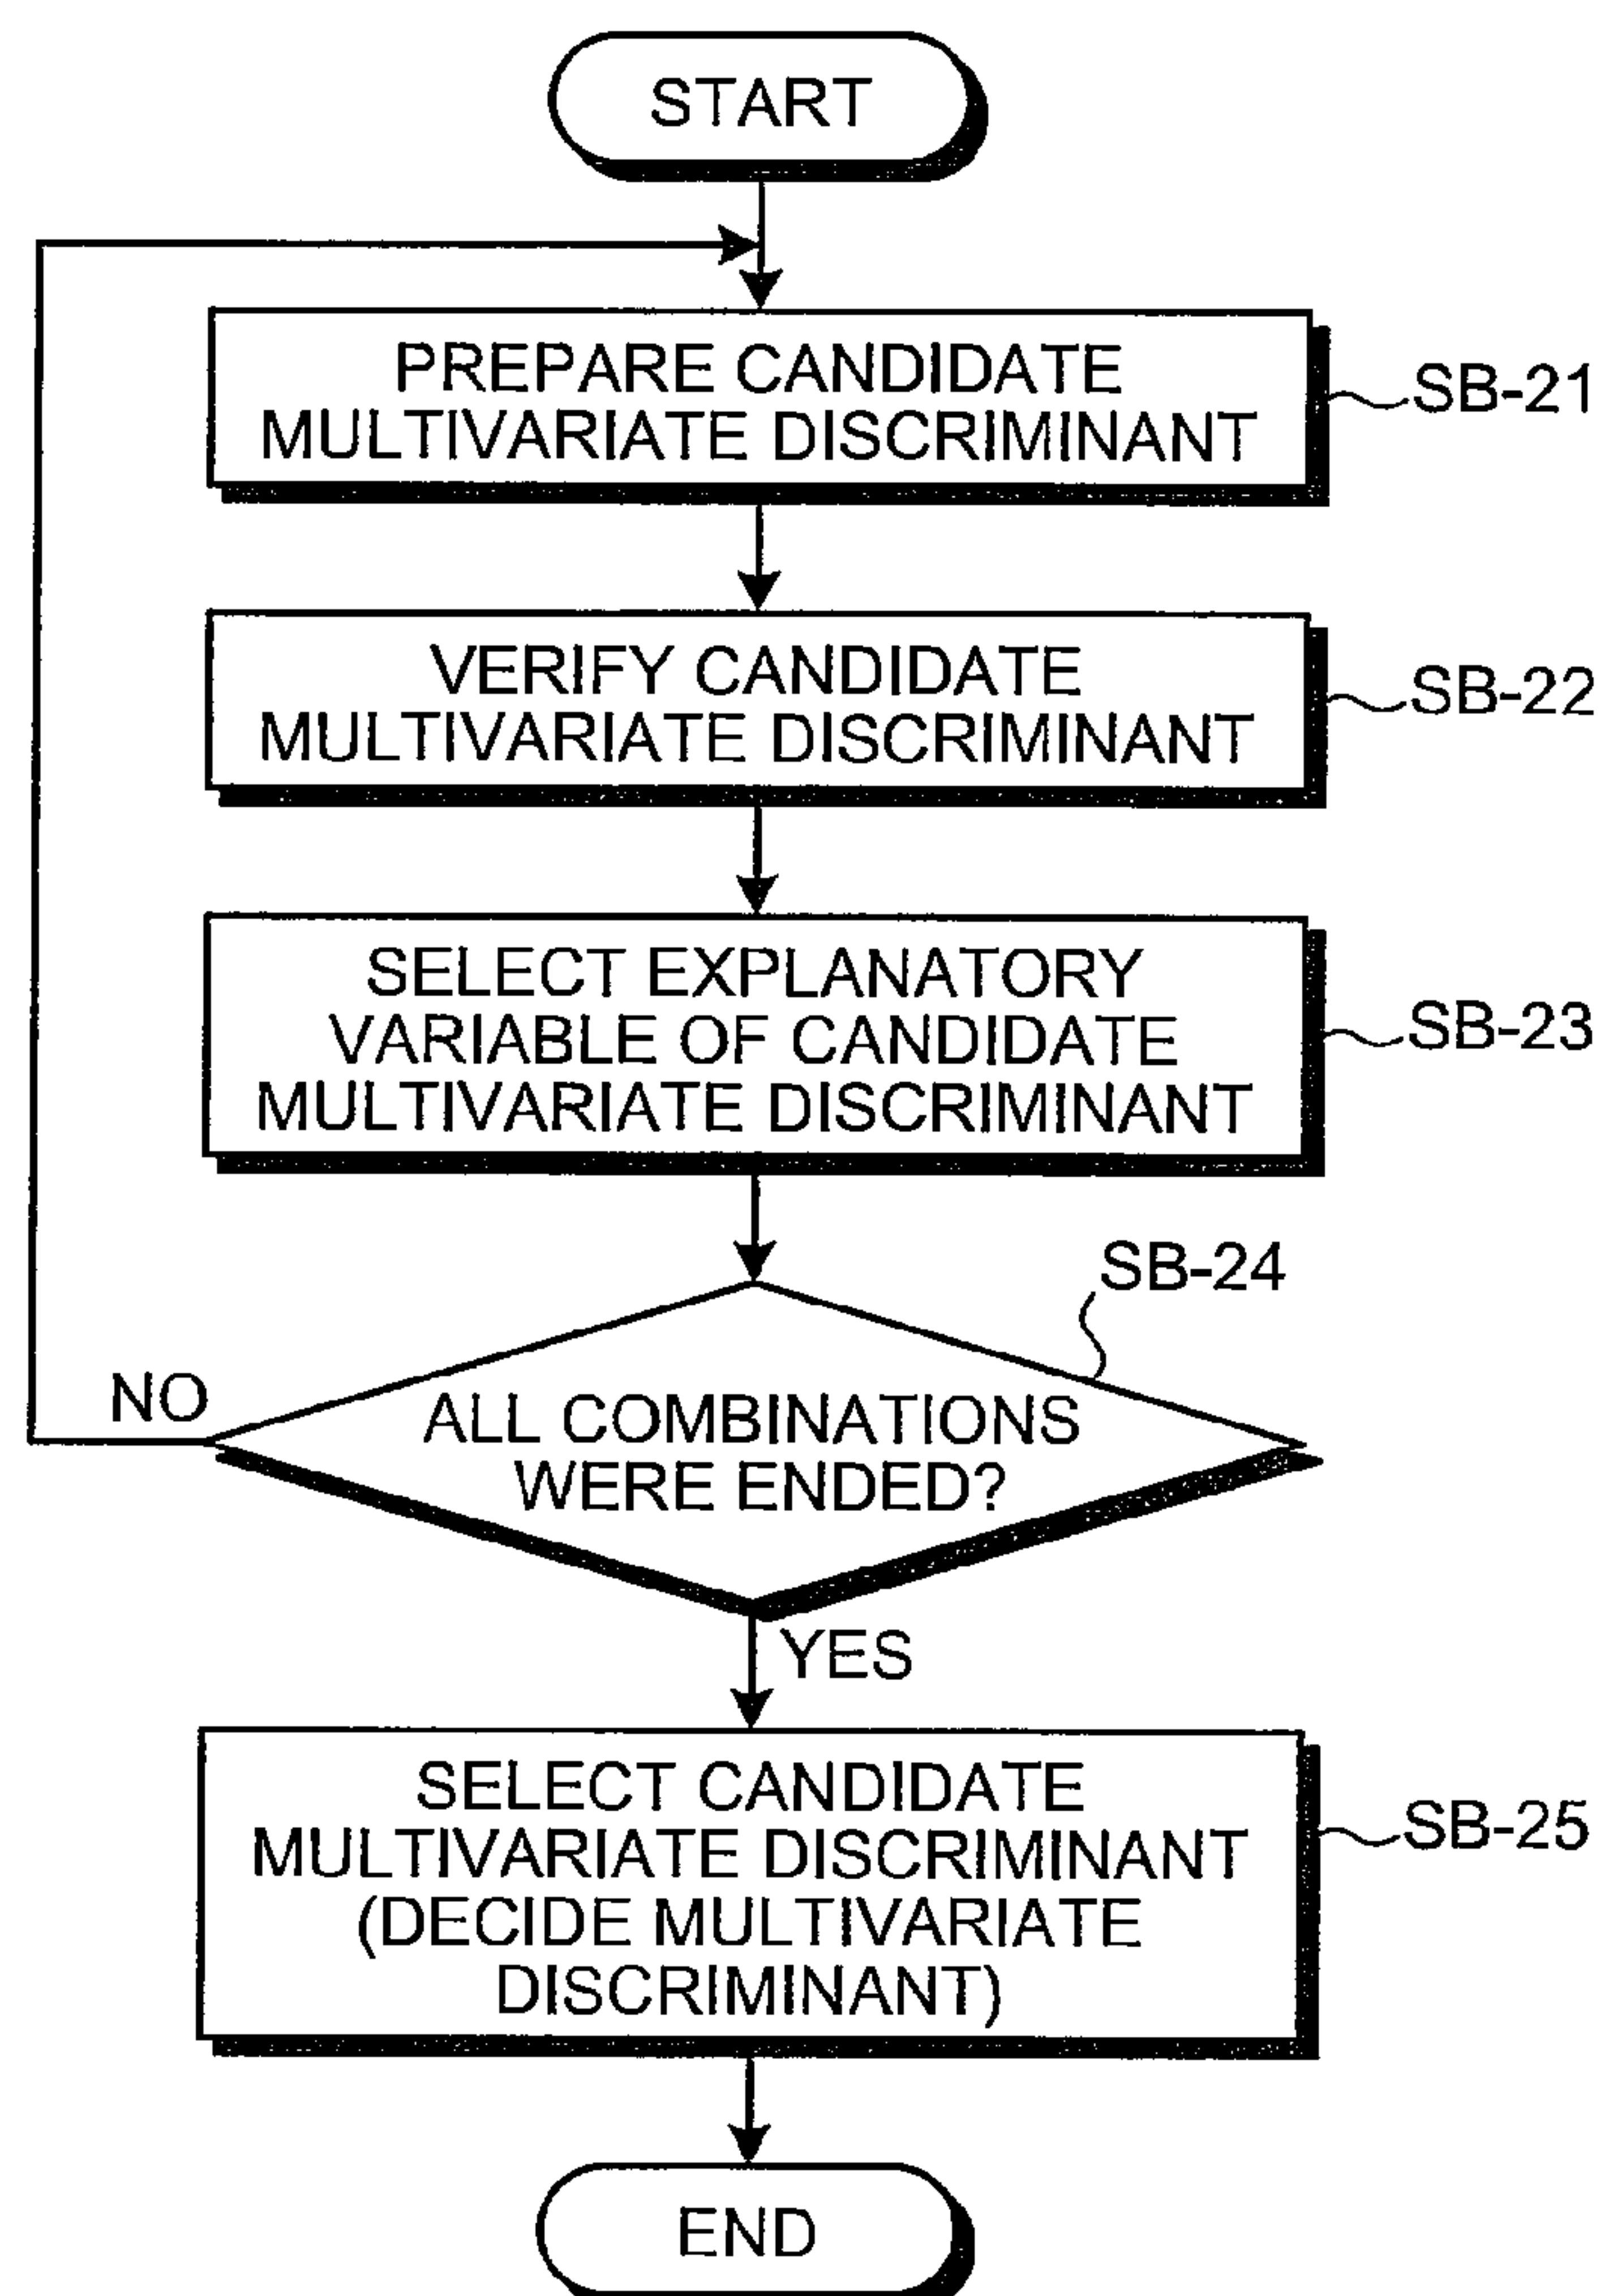 START
PREPARE CANDIDATE
MULTIVARIATE DISCRIMINANT
SB-21
VERIFY CANDIDATE
MULTIVARIATE DISCRIMINANT
SB-22
SELECT EXPLANATORY
VARIABLE OF CANDIDATE
MULTIVARIATE DISCRIMINANT
SB-23
SB-24
NO
ALL COMBINATIONS
WERE ENDED?
YES
SELECT CANDIDATE
MULTIVARIATE DISCRIMINANT
(DECIDE MULTIVARIATE
DISCRIMINANT)
SB-25
END